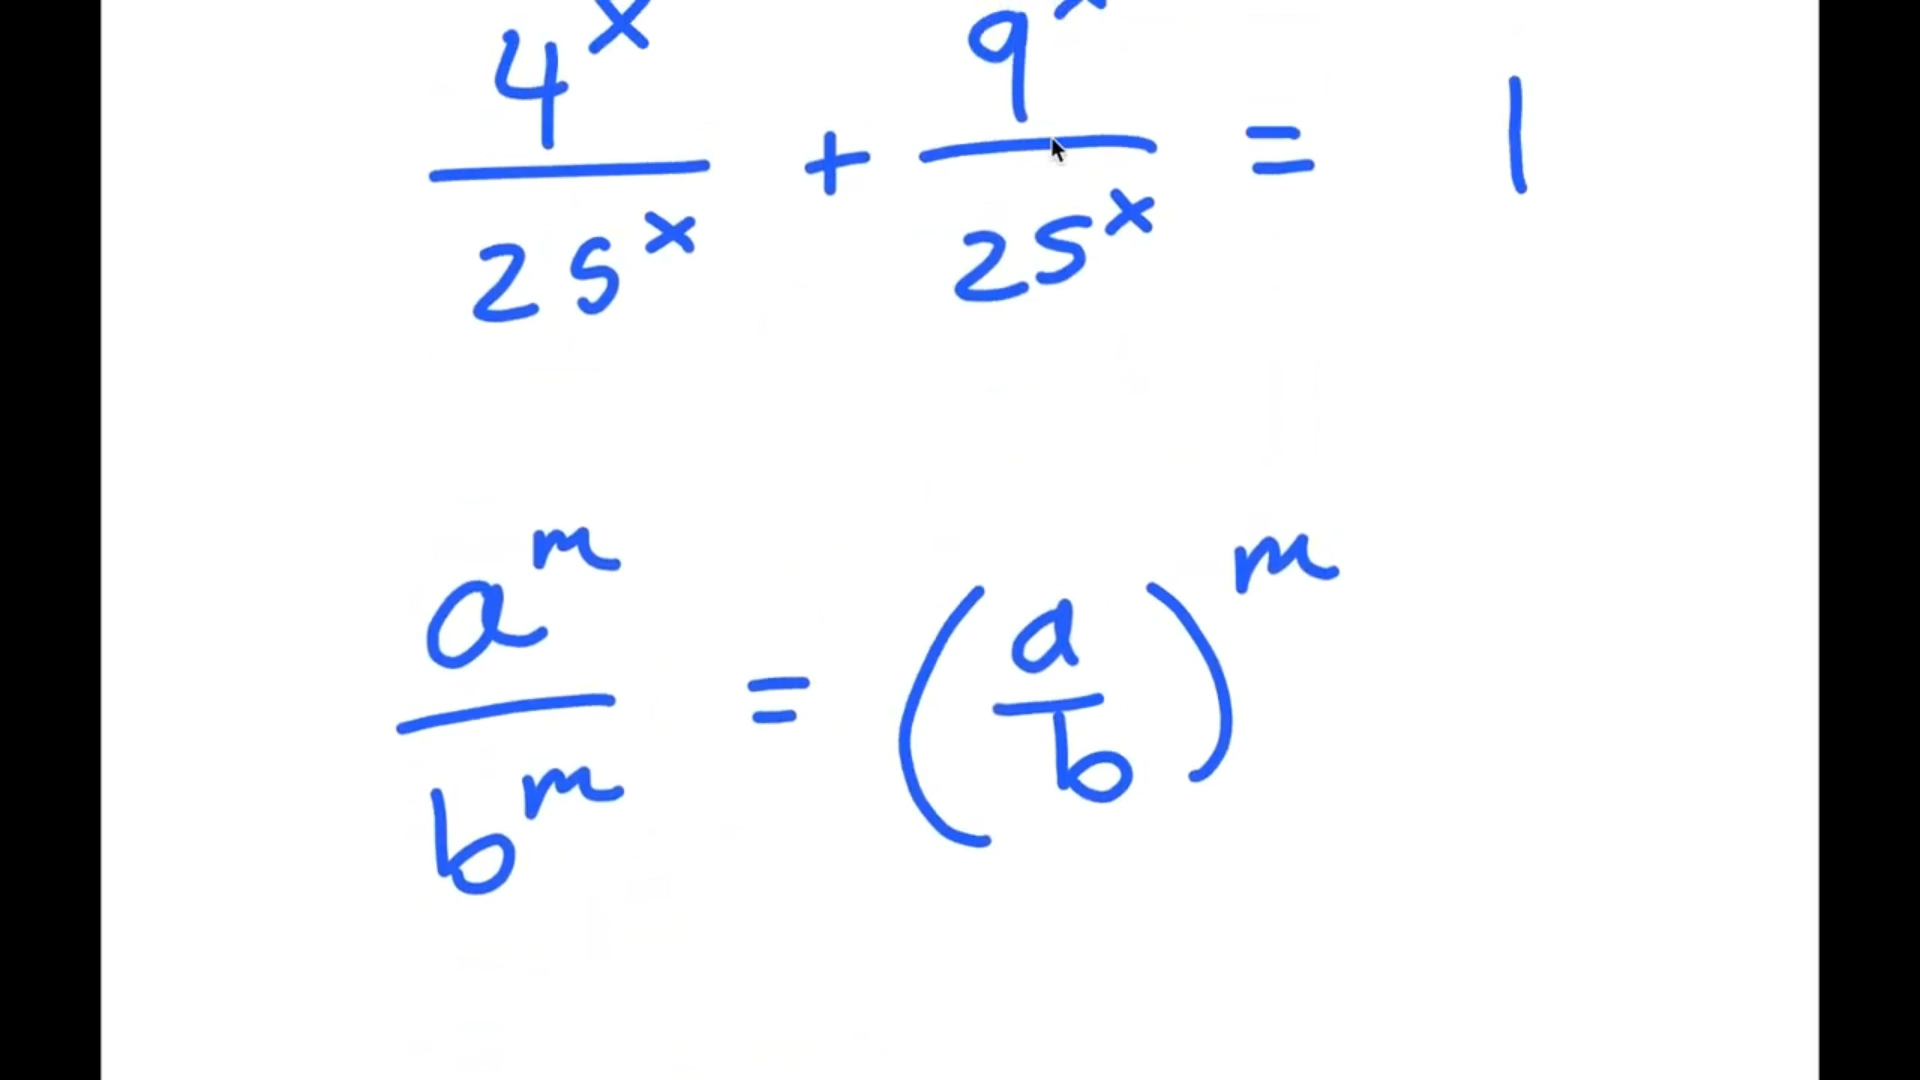 4^x/25^x + 9^x/25^x = 1
a^m/b^m = (a/b)^m